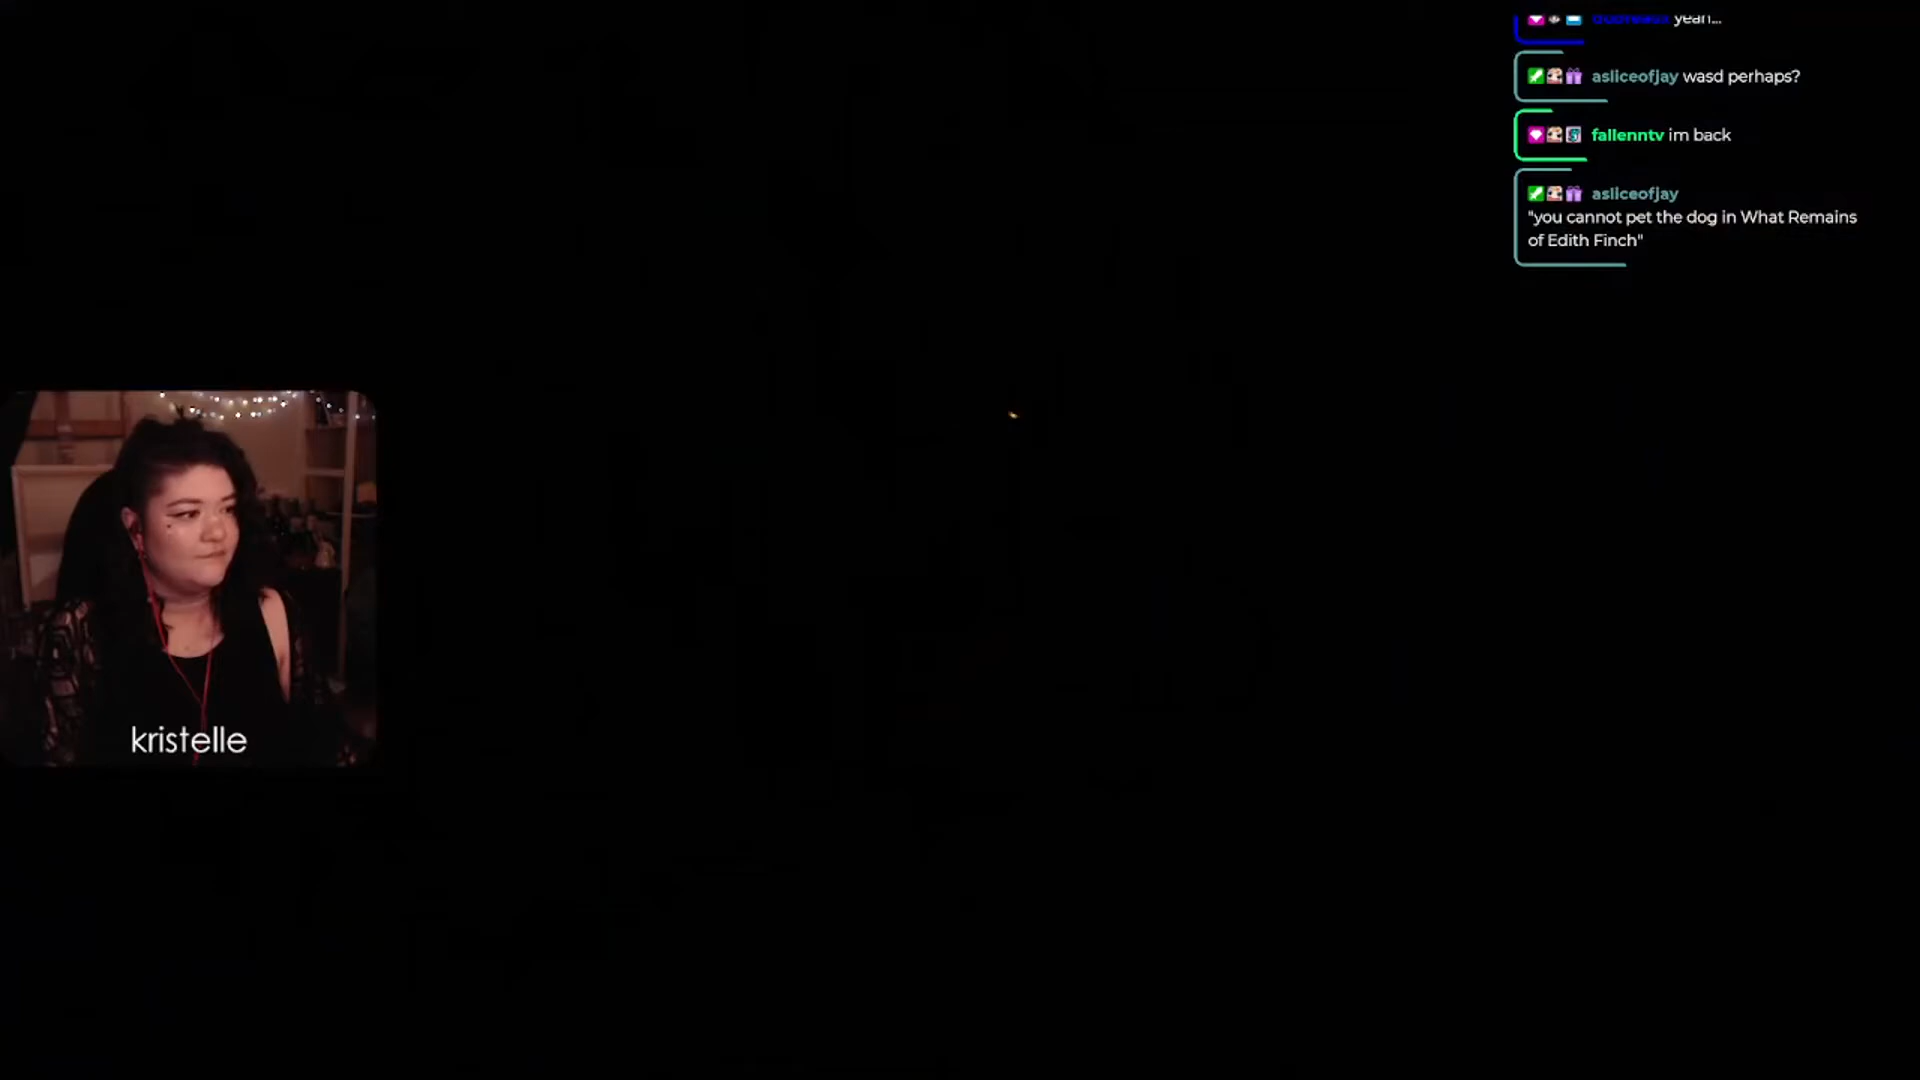 yeah...
asliceofjay wasd perhaps?
fallenntv im back
asliceofjay
"you cannot pet the dog in What Remains
of Edith Finch"
kristelle